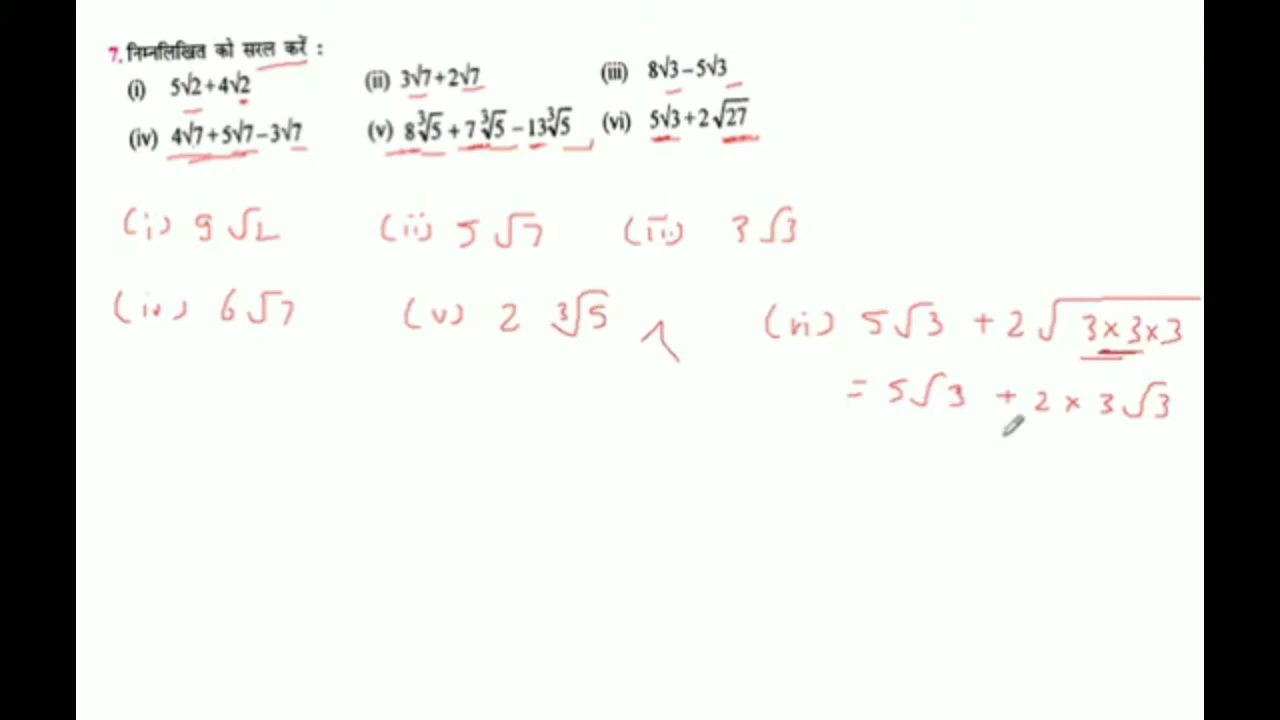 7. निम्नलिखित को सरल करें :
(i) 5√2 + 4√2 (ii) 3√7 + 2√7 (iii) 8√3 – 5√3
(iv) 4√7 + 5√7 – 3√7 (v) 8∛5 + 7∛5 – 13∛5 (vi) 5√3 + 2√27
(i) 9√2 (ii) 5√7 (iii) 3√3
(iv) 6√7 (v) 2 ∛5 (vi) 5√3 + 2√3×3×3
= 5√3 + 2 × 3√3